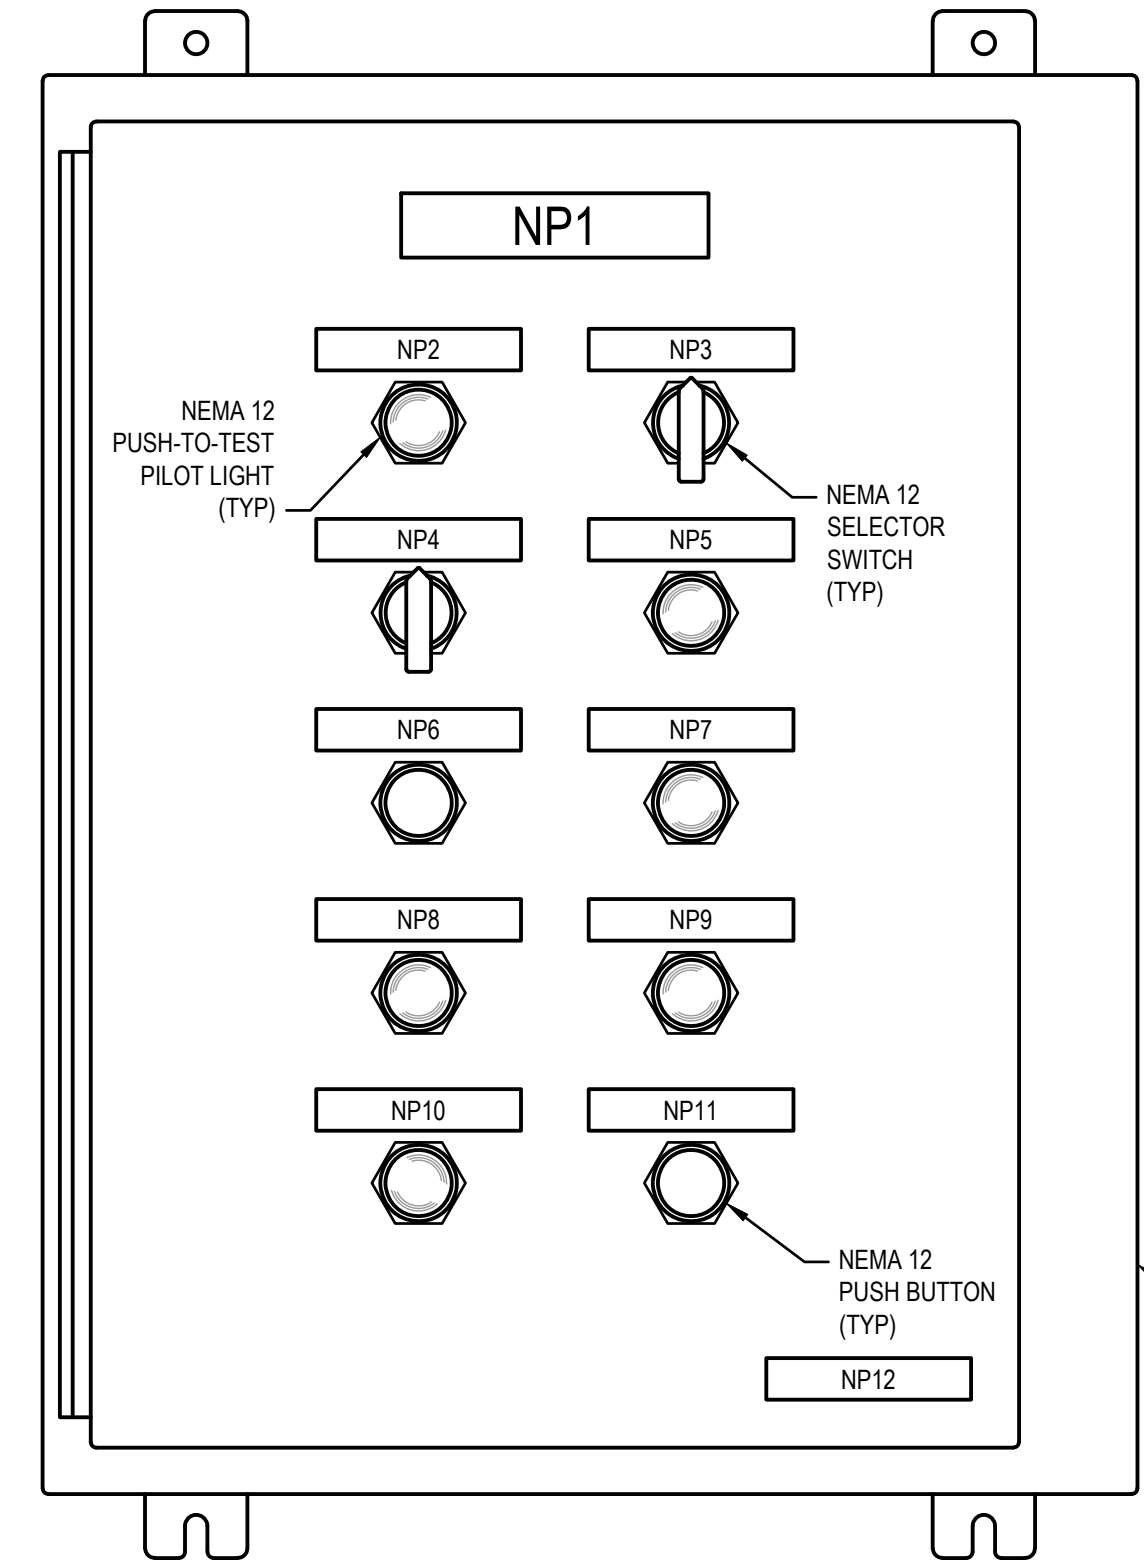 NP1
NP2
NP3
NEMA 12
PUSH-TO-TEST
PILOT LIGHT
(TYP)
NEMA 12
SELECTOR
SWITCH
(TYP)
NP4
NP5
NP6
NP7
NP8
NP9
NP10
NP11
NEMA 12
PUSH BUTTON
(TYP)
NP12